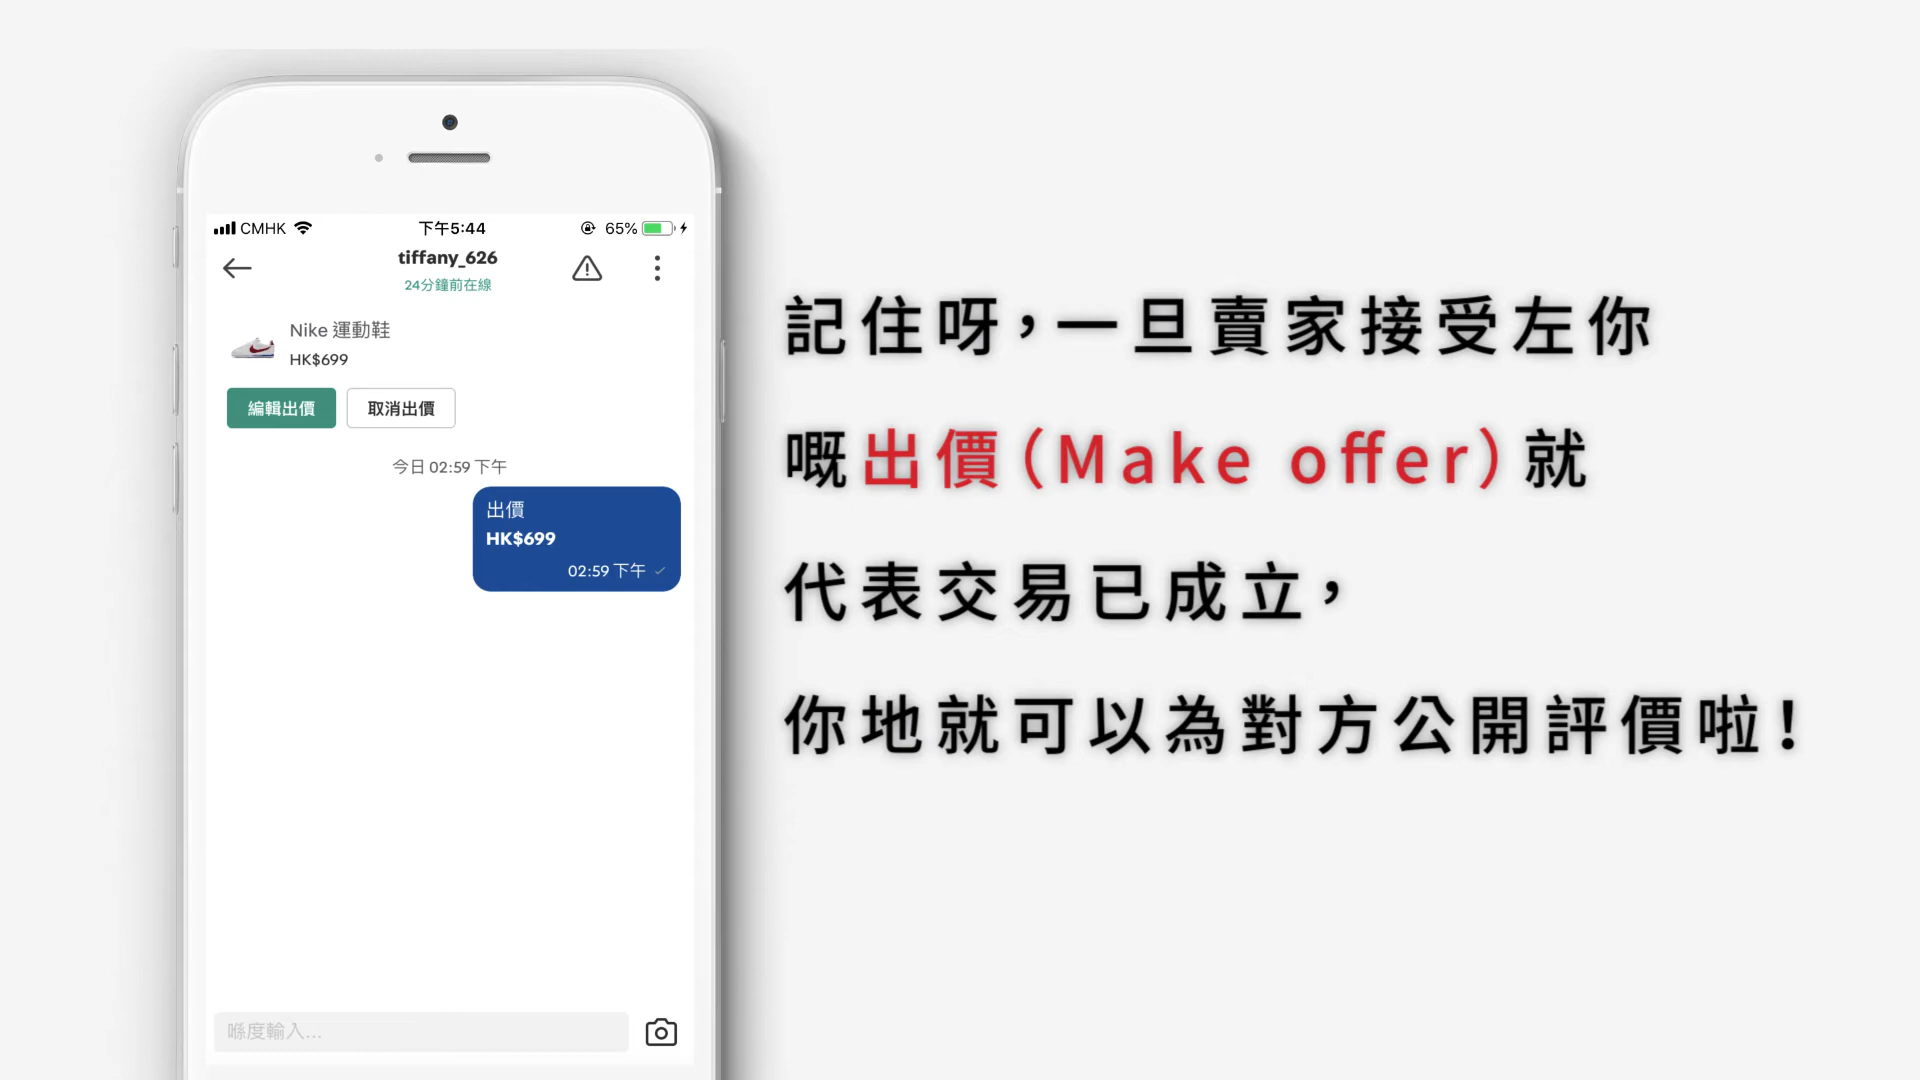 CMHK 下午5:44 65%
tiffany_626
24分鐘前在線
Nike 運動鞋
HK$699
編輯出價 取消出價
今日 02:59 下午
出價
HK$699
02:59 下午
喺度輸入...
記住呀，一旦賣家接受左你
嘅出價（Make offer）就
代表交易已成立，
你地就可以為對方公開評價啦！